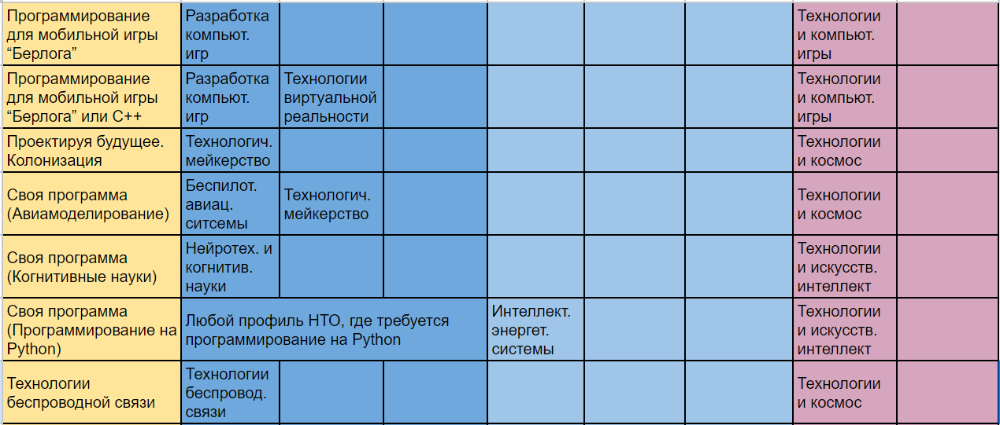 Программирование
для мобильной игры
“Берлога”
Разработка
компьют.
игр
Технологии
и компьют.
игры
Программирование
для мобильной игры
“Берлога” или C++
Разработка
компьют.
игр
Технологии
виртуальной
реальности
Технологии
и компьют.
игры
Проектируя будущее.
Колонизация
Технологич.
мейкерство
Технологии
и космос
Своя программа
(Авиамоделирование)
Беспилот.
авиац.
ситсемы
Технологич.
мейкерство
Технологии
и космос
Своя программа
(Когнитивные науки)
Нейротех. и
когнитив.
науки
Технологии
и искусств.
интеллект
Своя программа
(Программирование на
Python)
Любой профиль НТО, где требуется
программирование на Python
Интеллект.
энергет.
системы
Технологии
и искусств.
интеллект
Технологии
беспроводной связи
Технологии
беспровод.
связи
Технологии
и космос